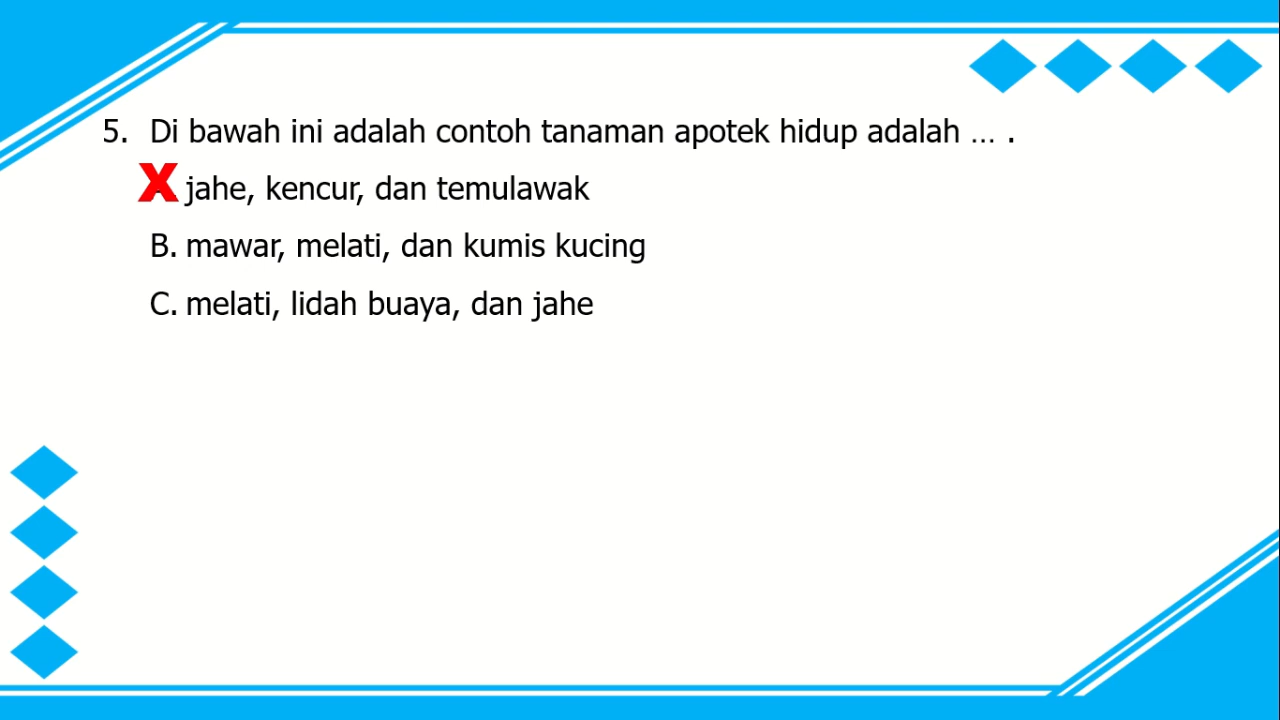 5. Di bawah ini adalah contoh tanaman apotek hidup adalah ... .
X jahe, kencur, dan temulawak
B. mawar, melati, dan kumis kucing
C. melati, lidah buaya, dan jahe